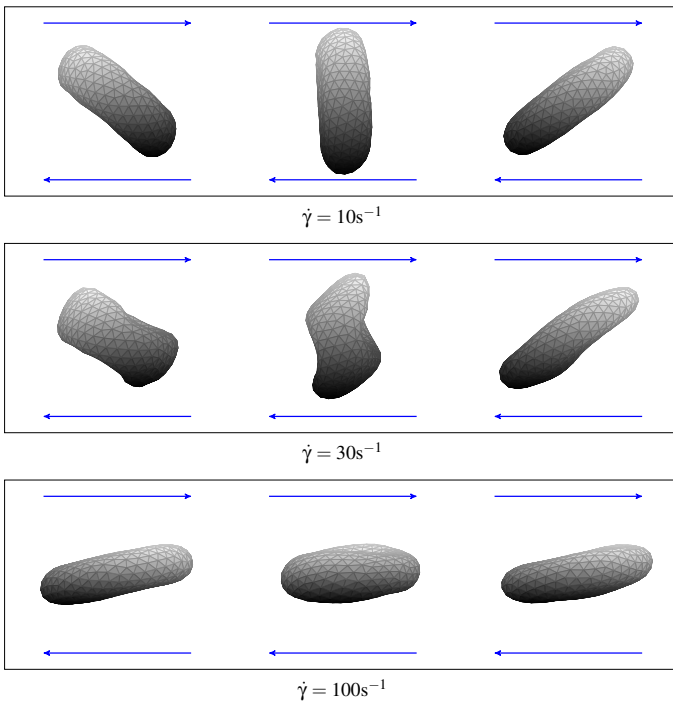 γ̇ = 10s⁻¹
γ̇ = 30s⁻¹
γ̇ = 100s⁻¹